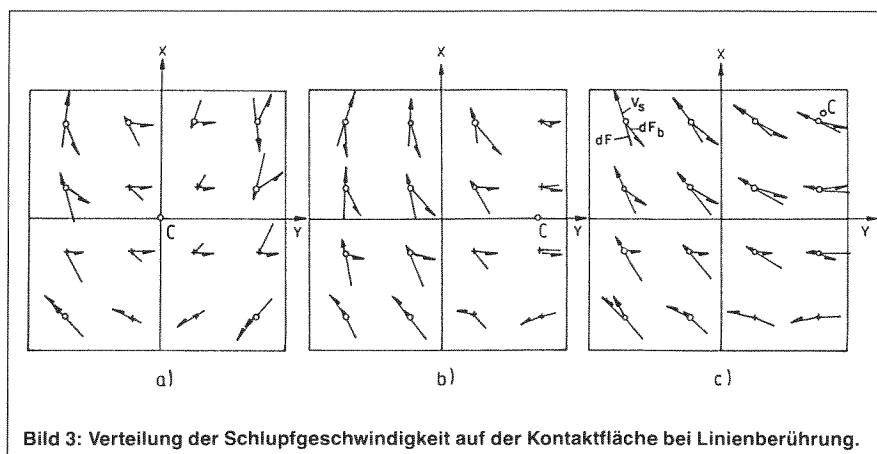 X X X
V_s
C
dF_b
dF
Y Y Y
C C
a) b) c)
Bild 3: Verteilung der Schlupfgeschwindigkeit auf der Kontaktfläche bei Linienberührung.